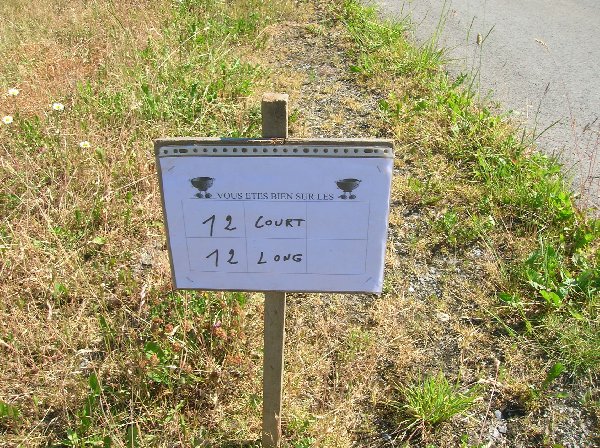 VOUS ETES BIEN SUR LES
12 COURT
12 LONG